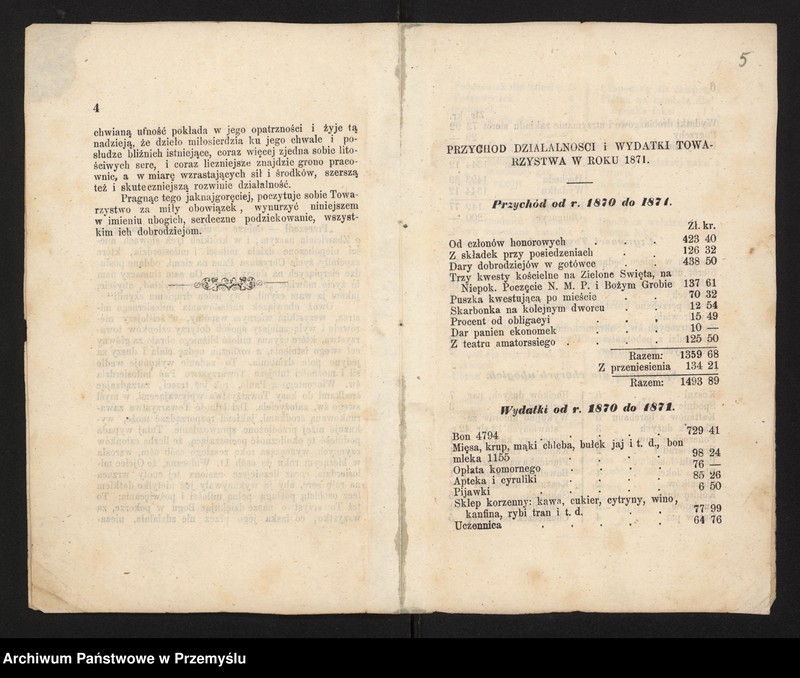 4
chwianą ufność pokłada w jego opatrzności i żyje tą
nadzieją, że dzieło miłosierdzia ku jego chwale i po-
słudze bliźnich istniejące, coraz więcej zjedna sobie lito-
ściwych serc, i coraz liczniejsze znajdzie grono praco-
wnic, a w miarę wzrastających sił i środków, szerszą
też i skuteczniejszą rozwinie działalność.
Pragnąc tego jaknajgoręciej, poczytuje sobie Towa-
rzystwo za miły obowiązek, wynurzyć niniejszem
w imieniu ubogich, serdeczne podziekowanie, wszyst-
kim ich dobrodziejom.
5
PRZYCHOD DZIAŁALNOSCI i WYDATKI TOWA-
RZYSTWA W ROKU 1871.
Przychód od r. 1870 do 1871.
Zł. kr.
Od członów honorowych . . . 423 40
Z składek przy posiedzeniach . . 126 32
Dary dobrodziejów w gotówce . . 438 50
Trzy kwesty kościelne na Zielone Swięta, na
Niepok. Poczęcie N. M. P. i Bożym Grobie 137 61
Puszka kwestującą po mieście . . 70 32
Skarbonka na kolejnym dworcu . . 12 54
Procent od obligacyi . . . 15 49
Dar panien ekonomek . . . 10 —
Z teatru amatorssiego . . . . 125 50
Razem: 1359 68
Z przeniesienia 134 21
Razem: 1493 89
Wydatki od r. 1870 do 1871.
Bon 4794 . . . . 729 41
Mięsa, krup, mąki chleba, bułek jaj i t. d., bon
mleka 1155 . . . . 98 24
Opłata komornego . . . . 76 —
Apteka i cyruliki . . . . 85 26
Pijawki . . . . . 6 50
Sklep korzenny: kawa, cukier, cytryny, wino,
kanfina, rybi tran i t. d. . . . 77 99
Uczennica . . . . . 64 76
Archiwum Państwowe w Przemyślu